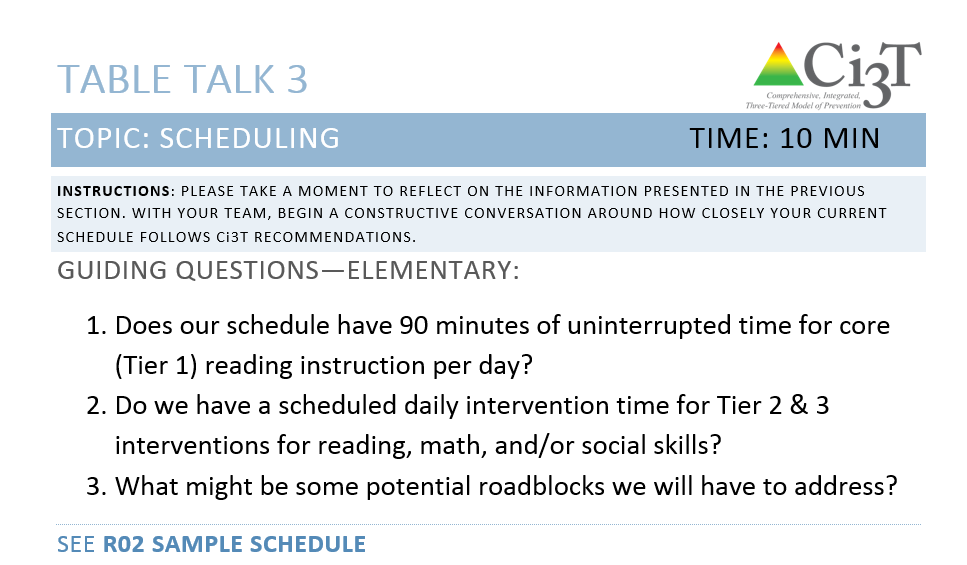 TABLE TALK 3
Ci3T
Comprehensive, Integrated,
Three-Tiered Model of Prevention
TOPIC: SCHEDULING TIME: 10 MIN
INSTRUCTIONS: PLEASE TAKE A MOMENT TO REFLECT ON THE INFORMATION PRESENTED IN THE PREVIOUS
SECTION. WITH YOUR TEAM, BEGIN A CONSTRUCTIVE CONVERSATION AROUND HOW CLOSELY YOUR CURRENT
SCHEDULE FOLLOWS Ci3T RECOMMENDATIONS.
GUIDING QUESTIONS—ELEMENTARY:
1. Does our schedule have 90 minutes of uninterrupted time for core
(Tier 1) reading instruction per day?
2. Do we have a scheduled daily intervention time for Tier 2 & 3
interventions for reading, math, and/or social skills?
3. What might be some potential roadblocks we will have to address?
SEE R02 SAMPLE SCHEDULE